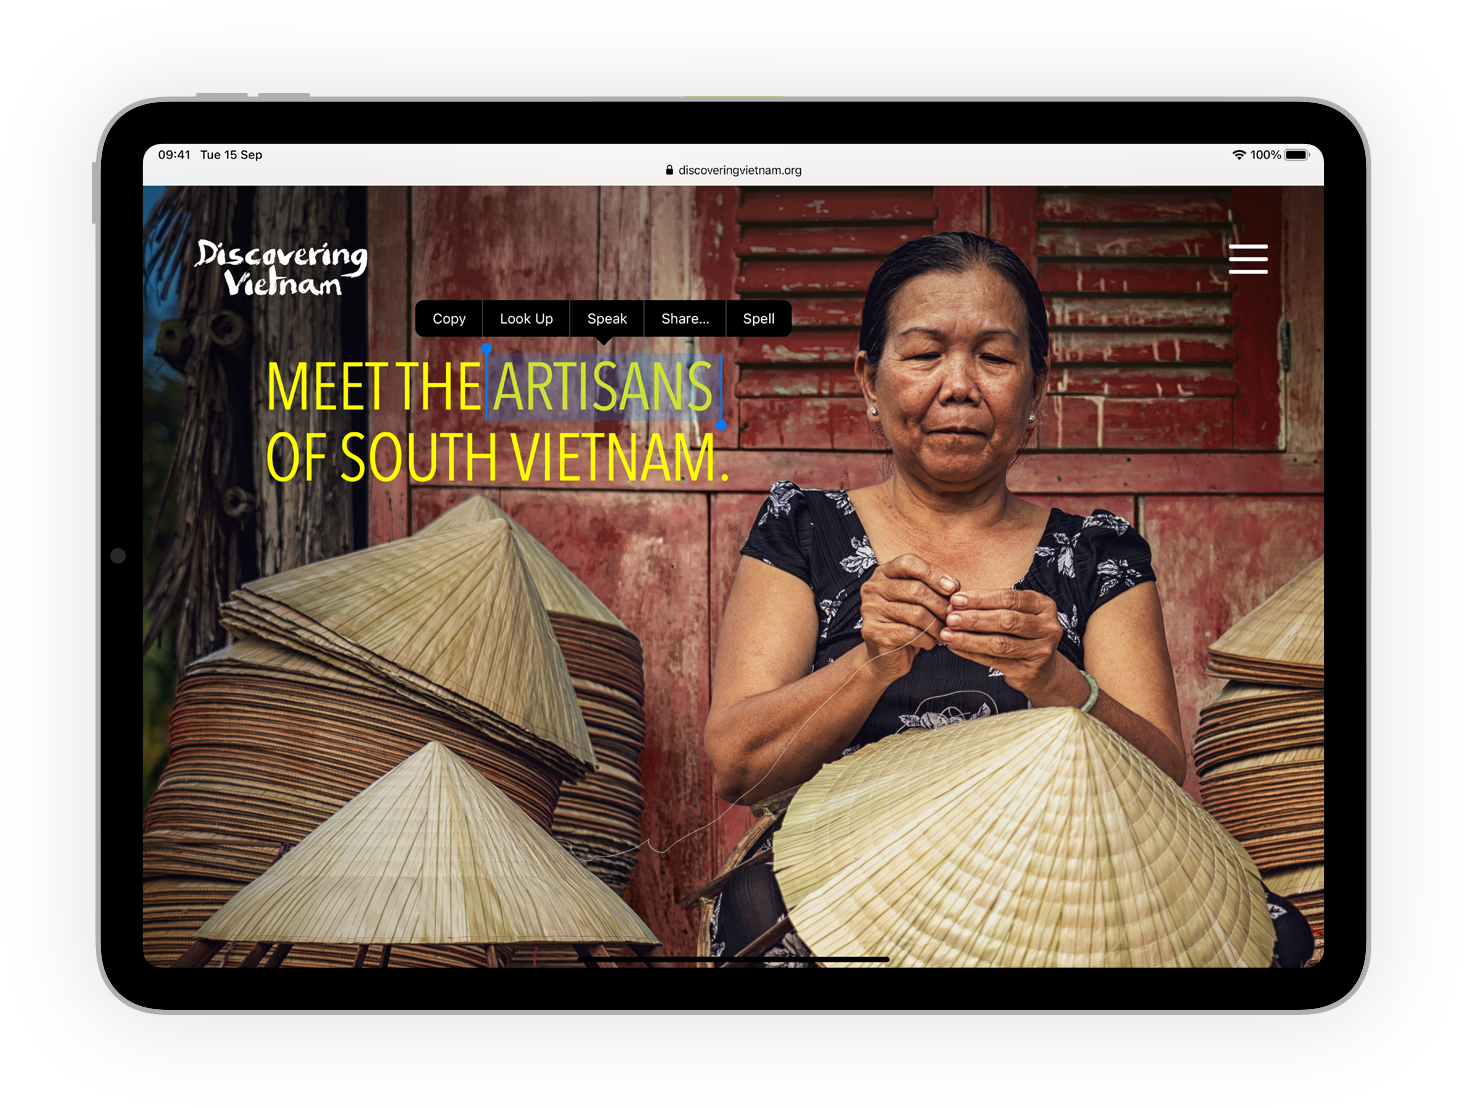 09:41 Tue 15 Sep
100%
discoveringvietnam.org
Discovering
Vietnam
Copy Look Up Speak Share... Spell
MEET THE ARTISANS
OF SOUTH VIETNAM.